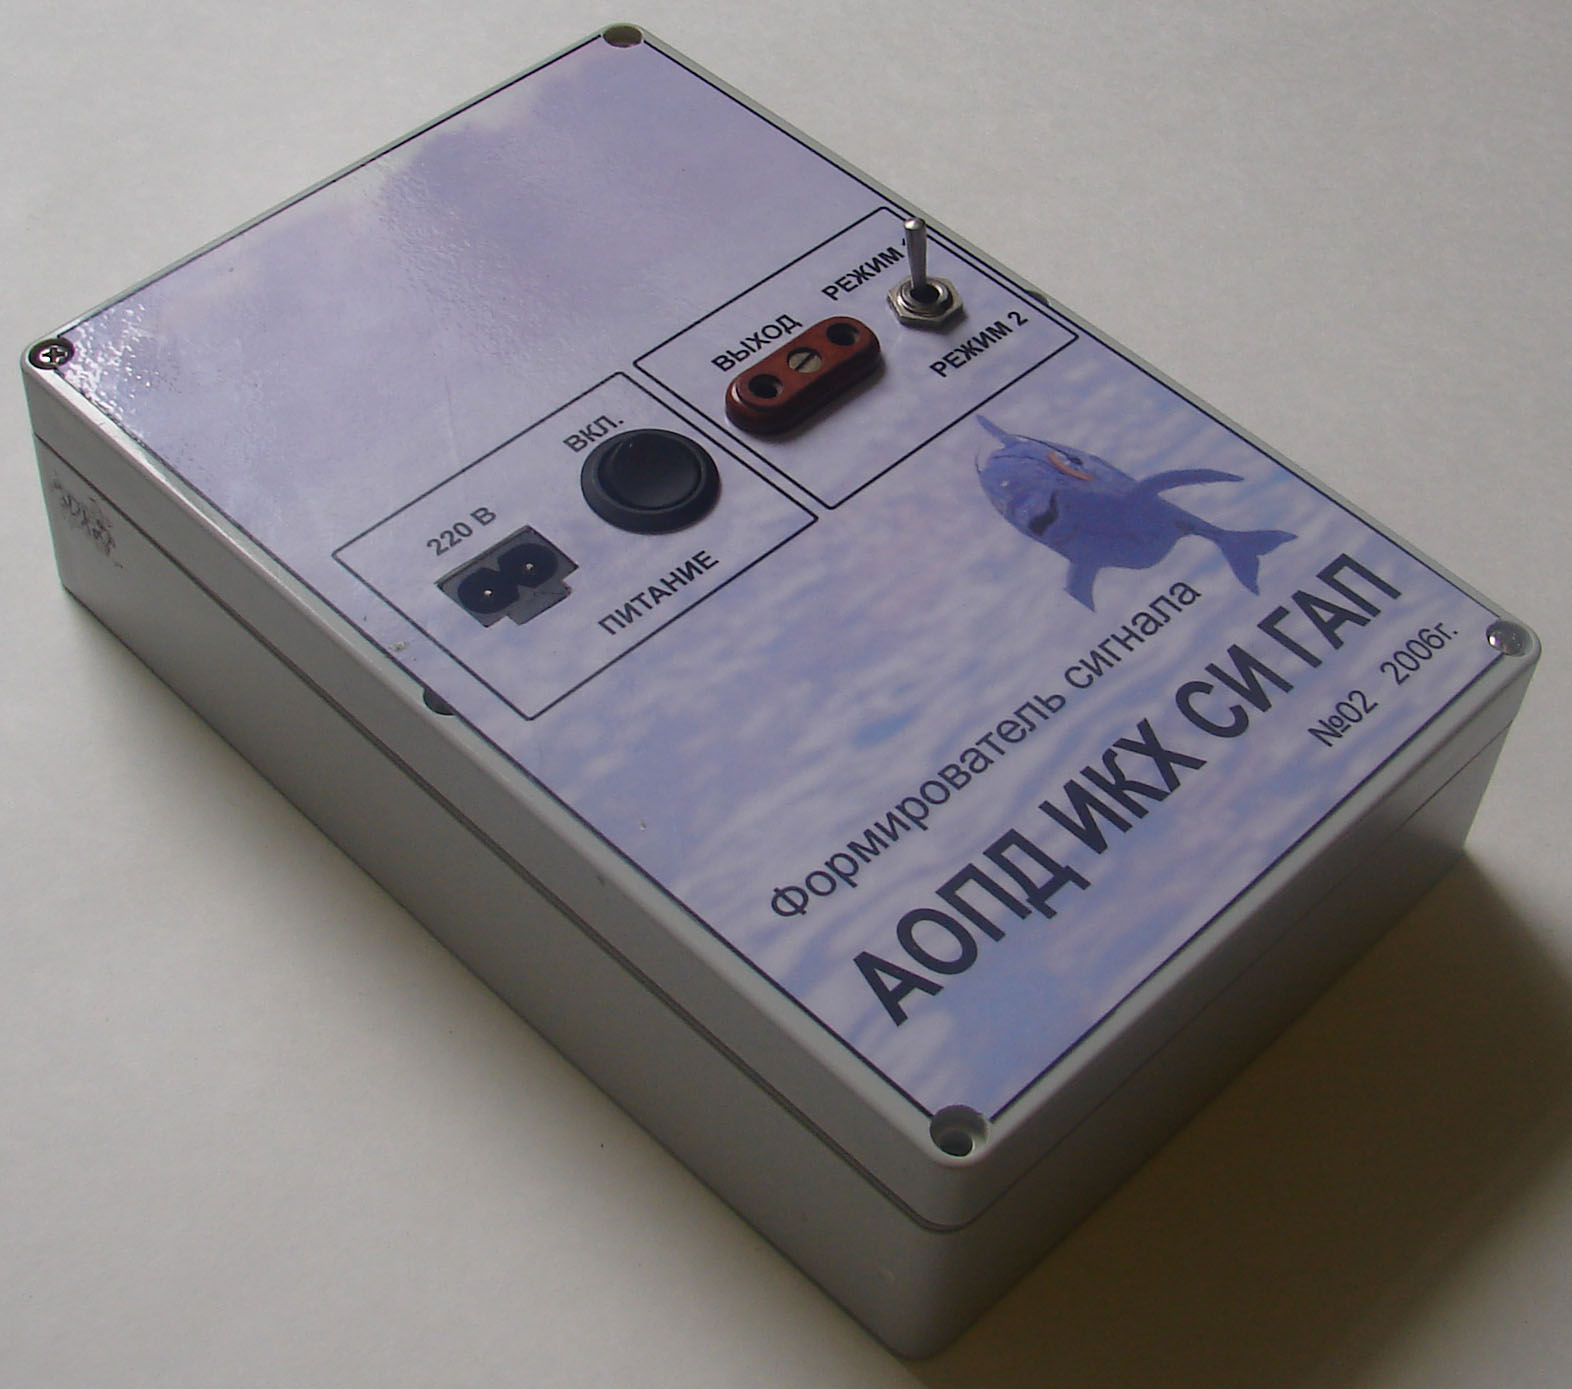 РЕЖИМ
ВЫХОД
РЕЖИМ 2
ВКЛ.
220 В
ПИТАНИЕ
Формирователь сигнала
АОПД ИКХ СИ ГАП
№02 2006г.